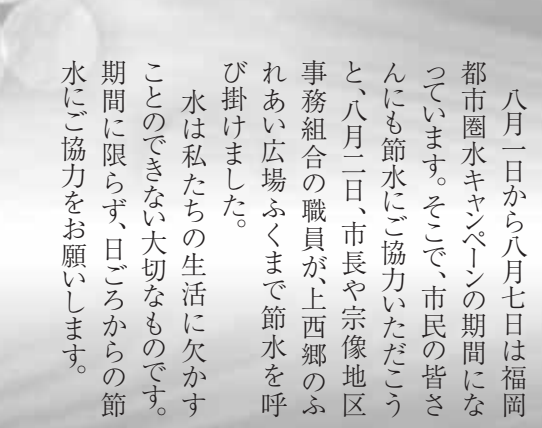 八月一日から八月七日は福岡
都市圏水キャンペーンの期間にな
っています。そこで、市民の皆さ
んにも節水にご協力いただこう
と、八月二日、市長や宗像地区
事務組合の職員が、上西郷のふ
れあい広場ふくまで節水を呼
び掛けました。
水は私たちの生活に欠かす
ことのできない大切なものです。
期間に限らず、日ごろからの節
水にご協力をお願いします。